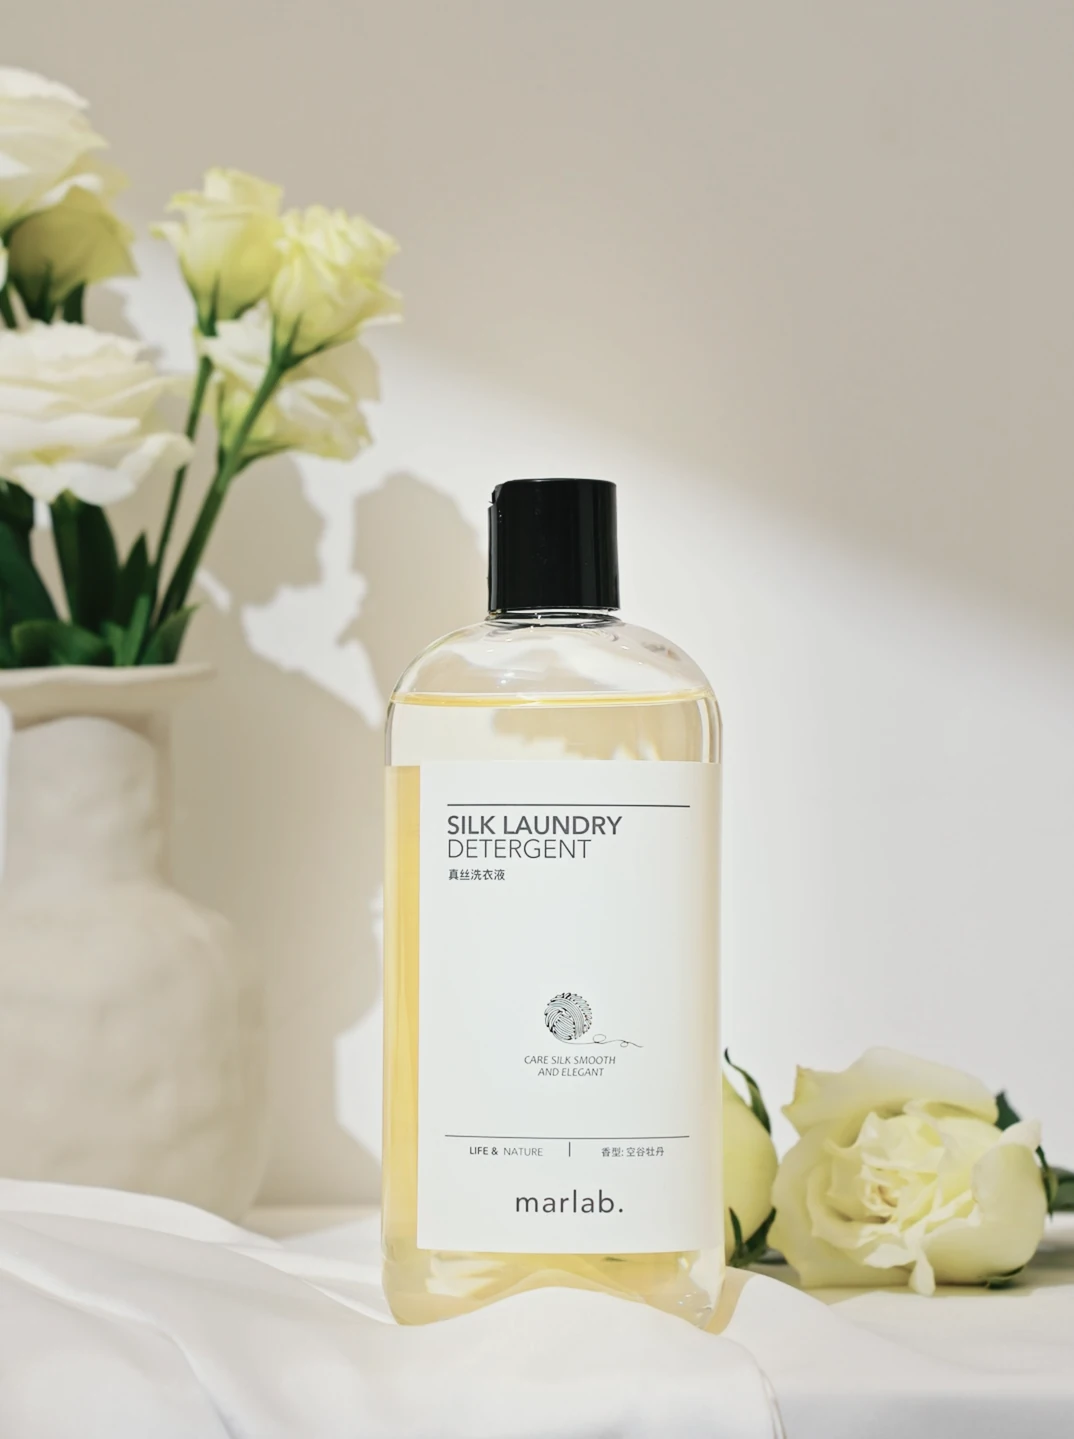 SILK LAUNDRY
DETERGENT
真丝洗衣液
CARE SILK SMOOTH
AND ELEGANT
LIFE & NATURE | 香型: 空谷牡丹
marlab.